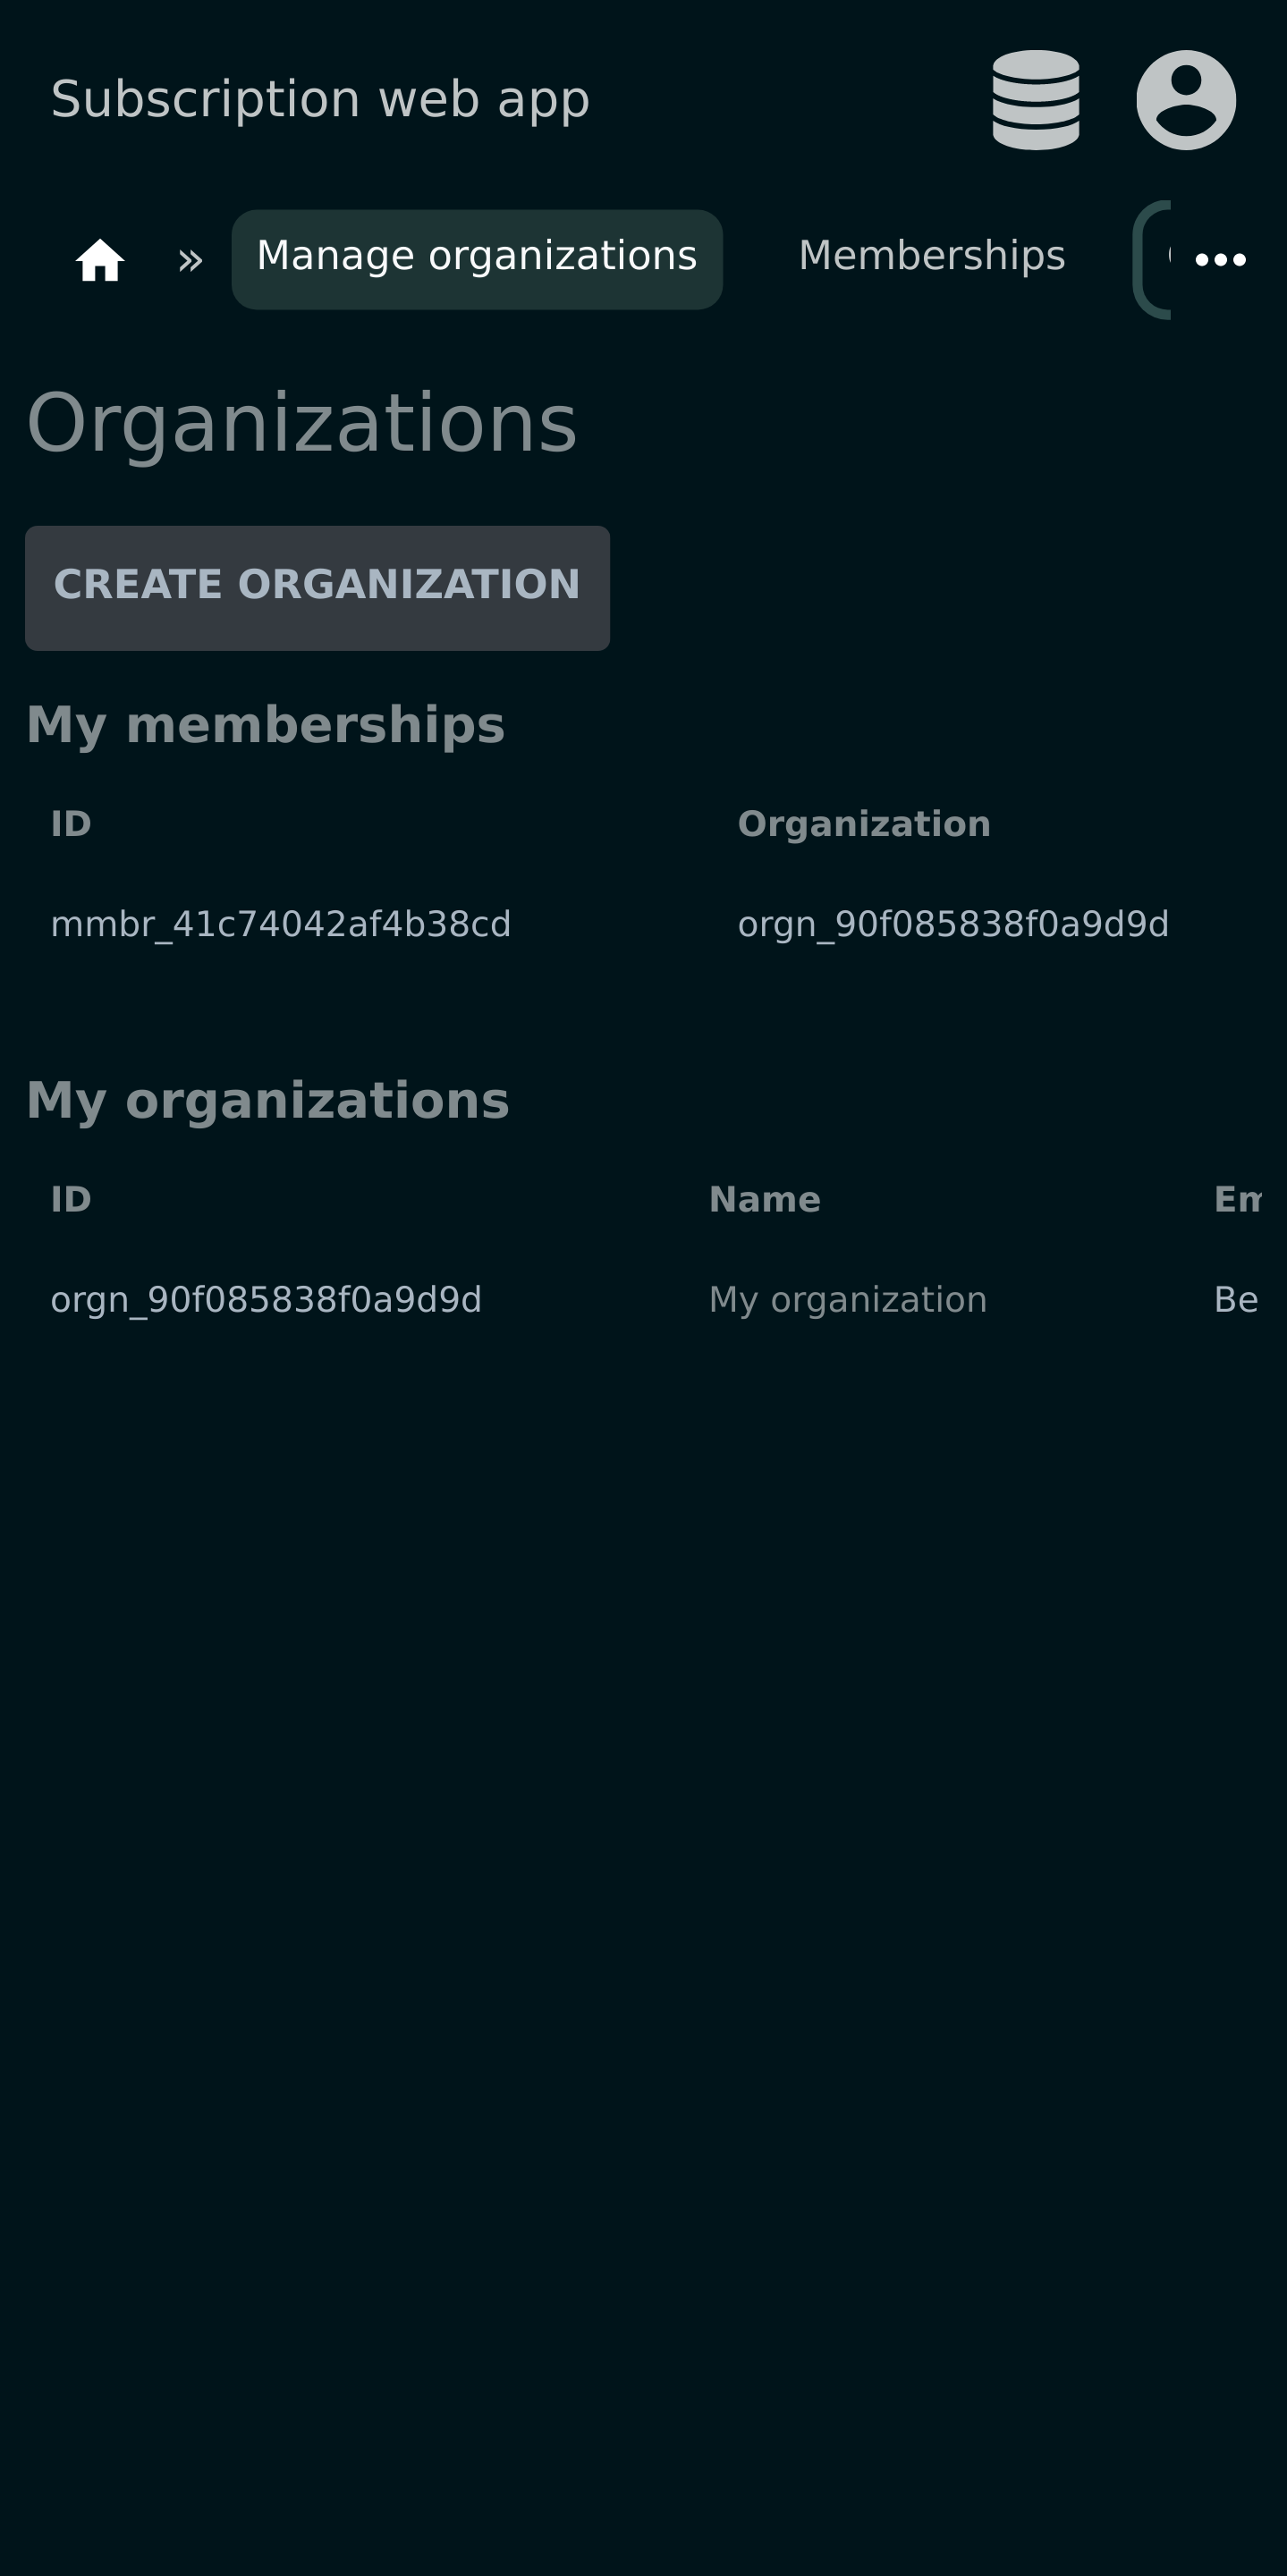 Subscription web app
» Manage organizations Memberships
Organizations
CREATE ORGANIZATION
My memberships
ID Organization
mmbr_41c74042af4b38cd orgn_90f085838f0a9d9d
My organizations
ID Name Em
orgn_90f085838f0a9d9d My organization Be